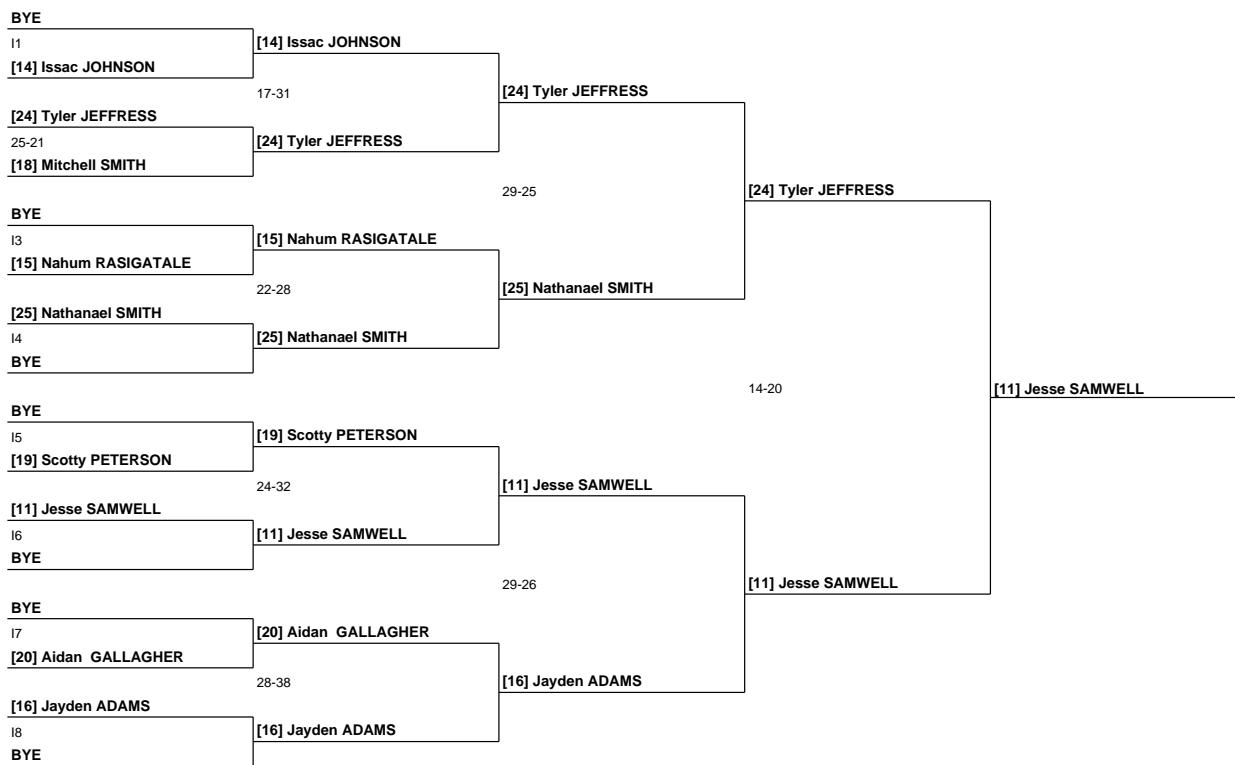 BYE
I1
[14] Issac JOHNSON
[14] Issac JOHNSON
17-31
[24] Tyler JEFFRESS
[24] Tyler JEFFRESS
25-21
[24] Tyler JEFFRESS
[18] Mitchell SMITH
29-25
[24] Tyler JEFFRESS
BYE
I3
[15] Nahum RASIGATALE
[15] Nahum RASIGATALE
22-28
[25] Nathanael SMITH
[25] Nathanael SMITH
I4
[25] Nathanael SMITH
BYE
14-20
[11] Jesse SAMWELL
BYE
I5
[19] Scotty PETERSON
[19] Scotty PETERSON
24-32
[11] Jesse SAMWELL
[11] Jesse SAMWELL
I6
[11] Jesse SAMWELL
BYE
29-26
[11] Jesse SAMWELL
BYE
I7
[20] Aidan  GALLAGHER
[20] Aidan  GALLAGHER
28-38
[16] Jayden ADAMS
[16] Jayden ADAMS
I8
[16] Jayden ADAMS
BYE